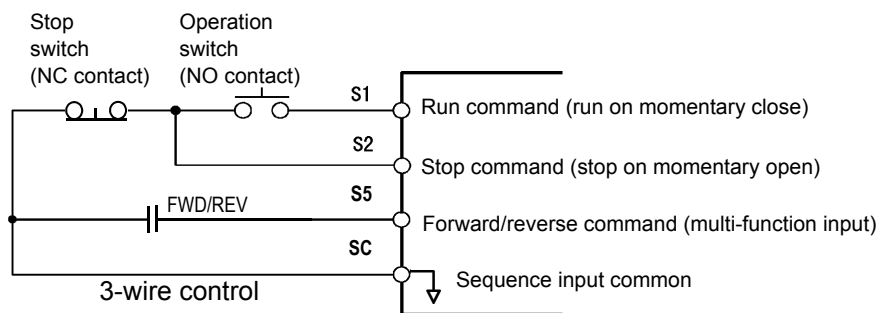 Stop
switch
(NC contact)
Operation
switch
(NO contact)
S1
Run command (run on momentary close)
S2
Stop command (stop on momentary open)
S5
FWD/REV
Forward/reverse command (multi-function input)
SC
Sequence input common
3-wire control